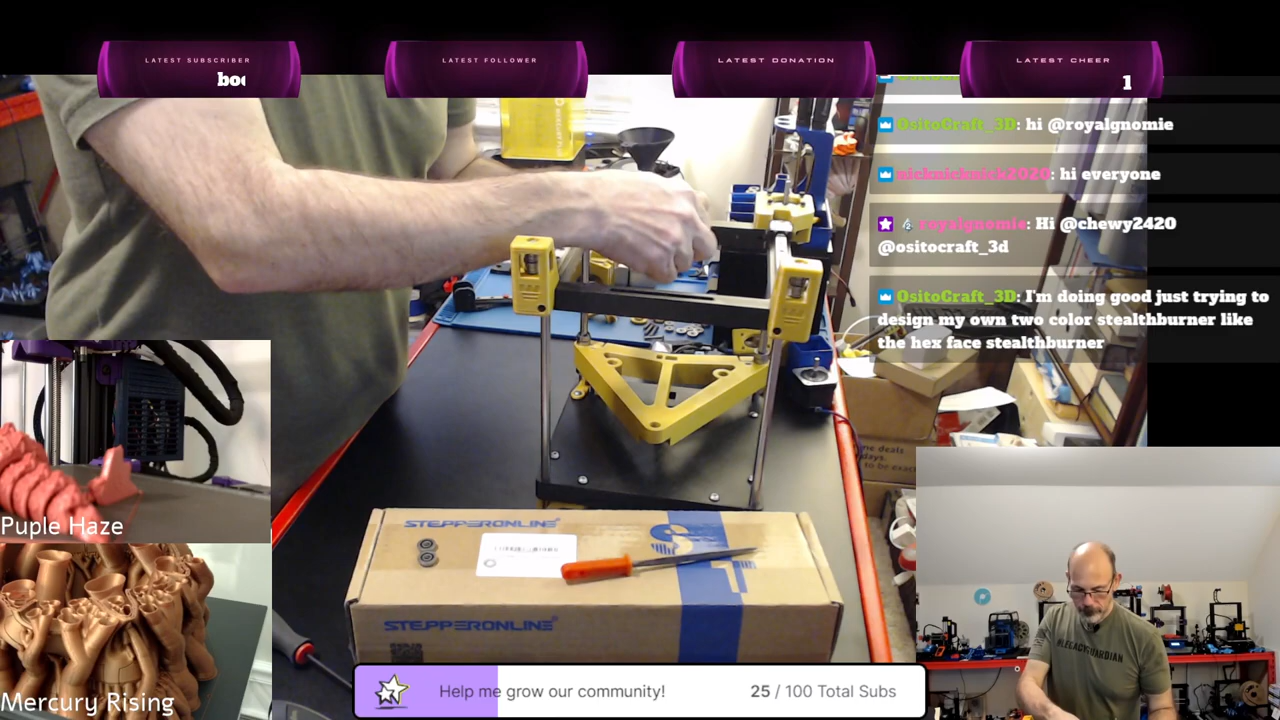 LATEST SUBSCRIBER
LATEST FOLLOWER
LATEST DONATION
LATEST CHEER
1
OsitoCraft_3D: hi @royalgnomie
nicknicknick2020: hi everyone
royalgnomie: Hi @chewy2420
@ositocraft_3d
OsitoCraft_3D: I'm doing good just trying to
design my own two color stealthburner like
the hex face stealthburner
STEPPERONLINE
STEPPERONLINE
Puple Haze
Mercury Rising
Help me grow our community!
25 / 100 Total Subs